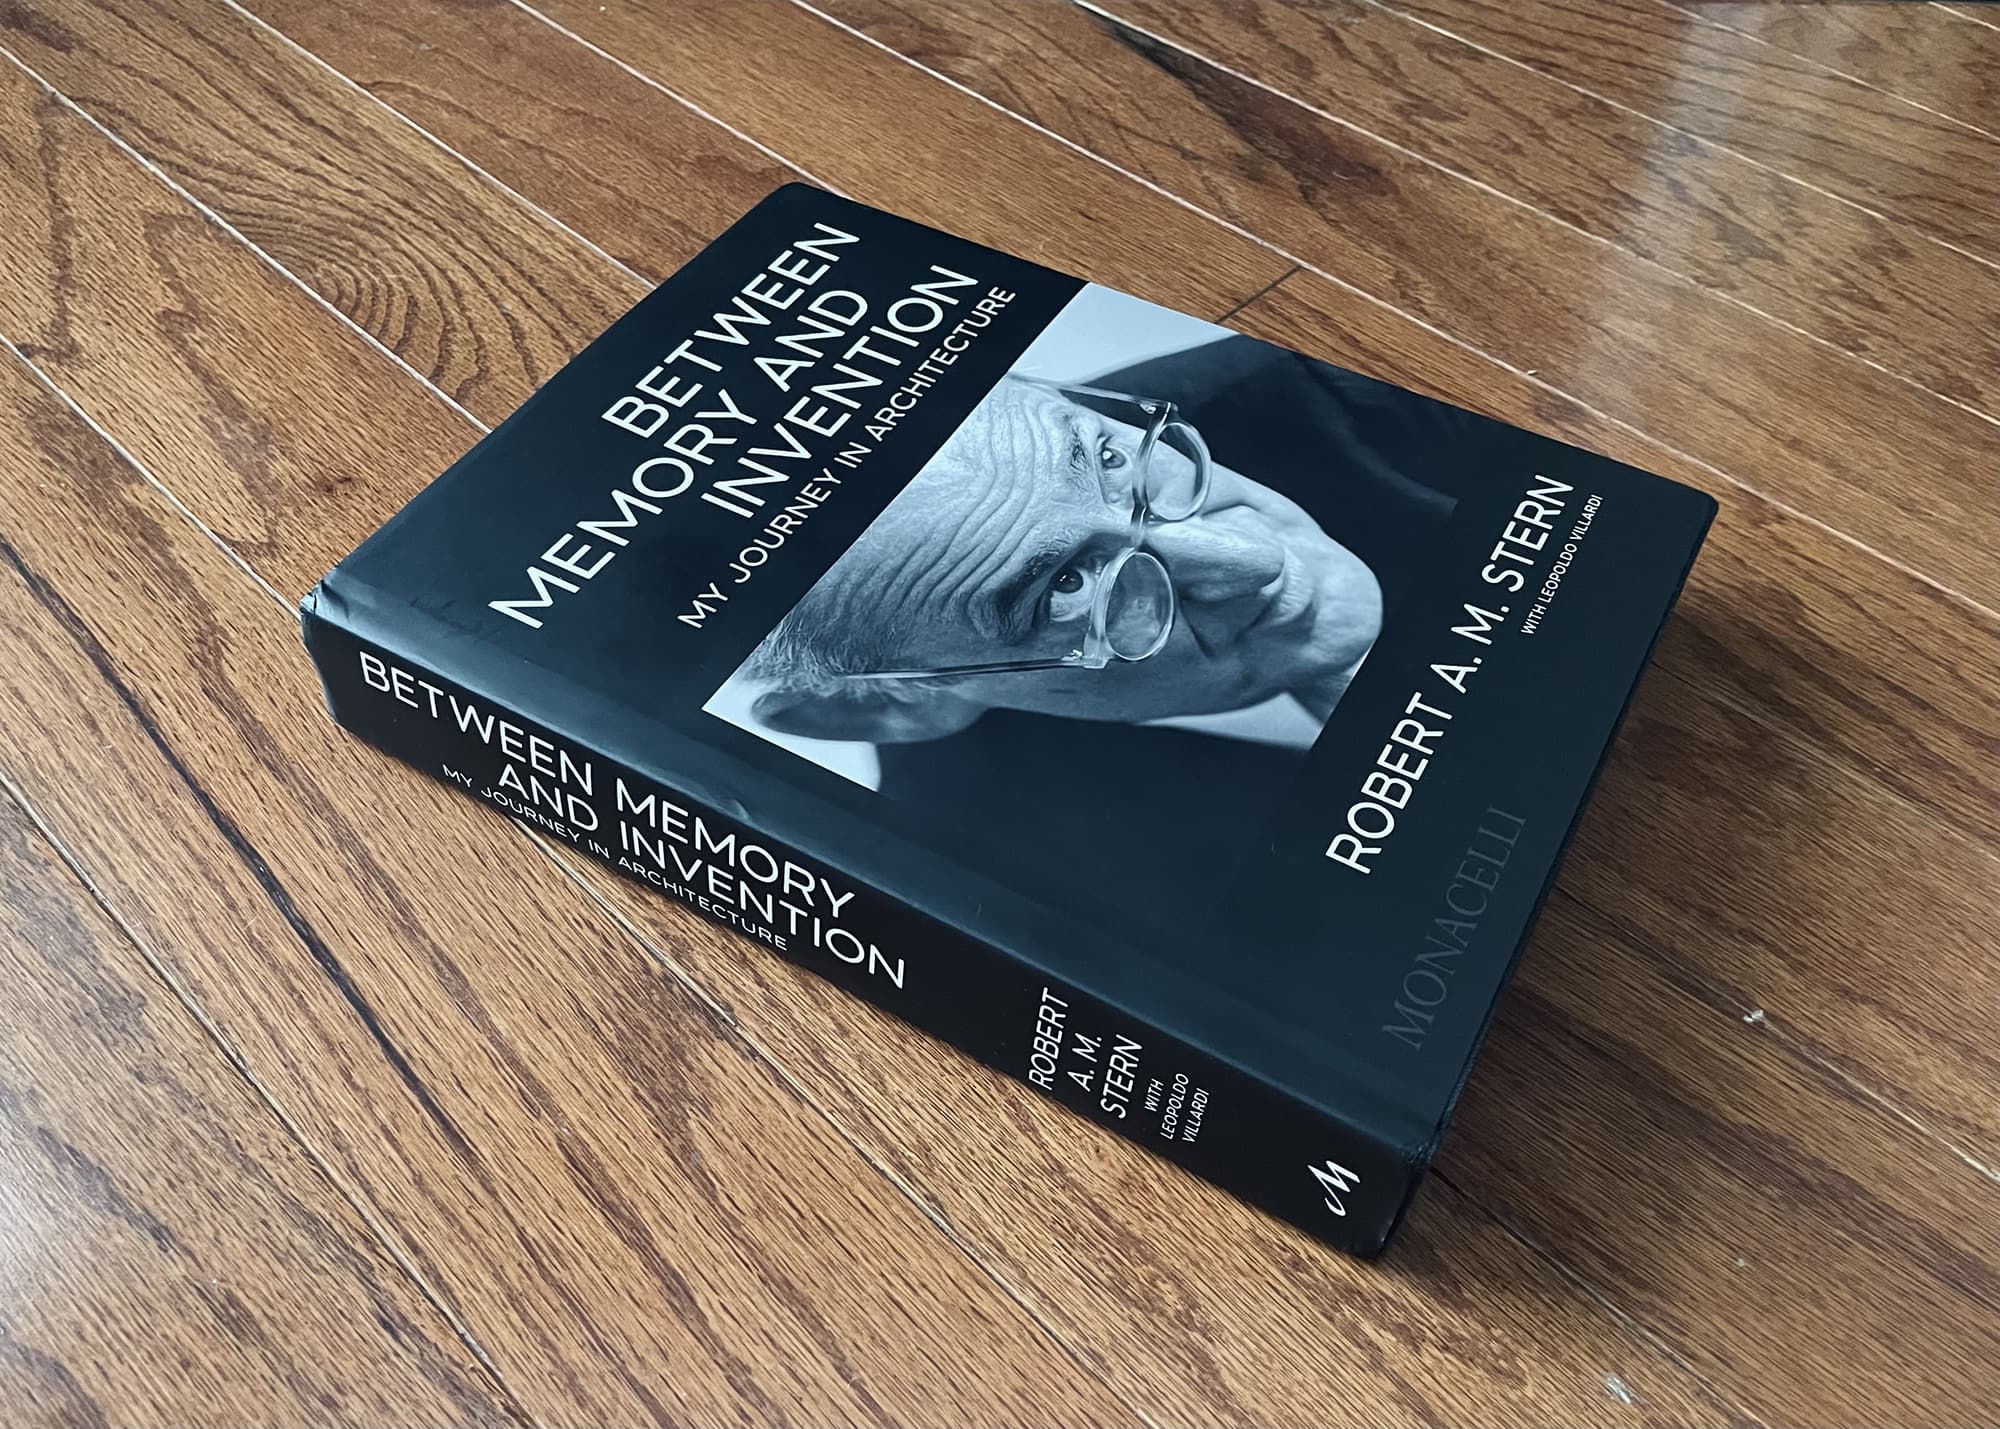 BETWEEN
MEMORY AND
INVENTION
MY JOURNEY IN ARCHITECTURE
ROBERT A. M. STERN
WITH LEOPOLDO VILLARDI
MONACELLI
BETWEEN MEMORY
AND INVENTION
MY JOURNEY IN ARCHITECTURE
ROBERT
A. M.
STERN
WITH
LEOPOLDO
VILLARDI
M